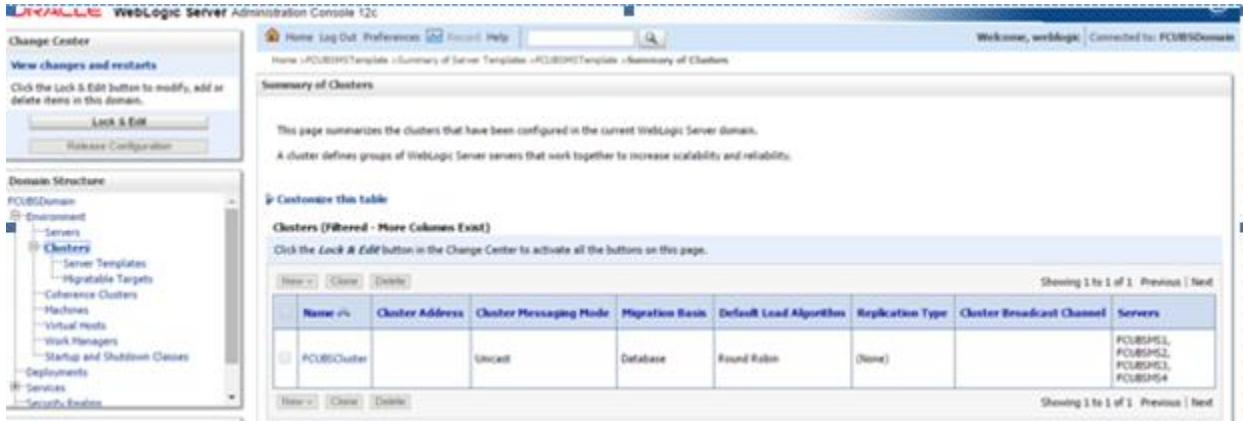 ORACLE WebLogic Server Administration Console 12c
Change Center
View changes and restarts
Click the Lock & Edit button to modify, add or
delete items in this domain.
Lock & Edit
Release Configuration
Domain Structure
FCUBSDomain
Environment
Servers
Clusters
Server Templates
Migratable Targets
Coherence Clusters
Machines
Virtual Hosts
Work Managers
Startup and Shutdown Classes
Deployments
Services
Security Realms
Home Log Out Preferences Record Help
Welcome, weblogic Connected to: FCUBSDomain
Home >FCUBSMSTemplate >Summary of Server Templates >FCUBSMSTemplate >Summary of Clusters
Summary of Clusters
This page summarizes the clusters that have been configured in the current WebLogic Server domain.
A cluster defines groups of WebLogic Server servers that work together to increase scalability and reliability.
Customize this table
Clusters (Filtered - More Columns Exist)
Click the Lock & Edit button in the Change Center to activate all the buttons on this page.
New Clone Delete
Showing 1 to 1 of 1 Previous | Next
Name Cluster Address Cluster Messaging Mode Migration Basis Default Load Algorithm Replication Type Cluster Broadcast Channel Servers
FCUBSCluster Unicast Database Round Robin (None) FCUBSMS1,
FCUBSMS2,
FCUBSMS3,
FCUBSMS4
New Clone Delete
Showing 1 to 1 of 1 Previous | Next